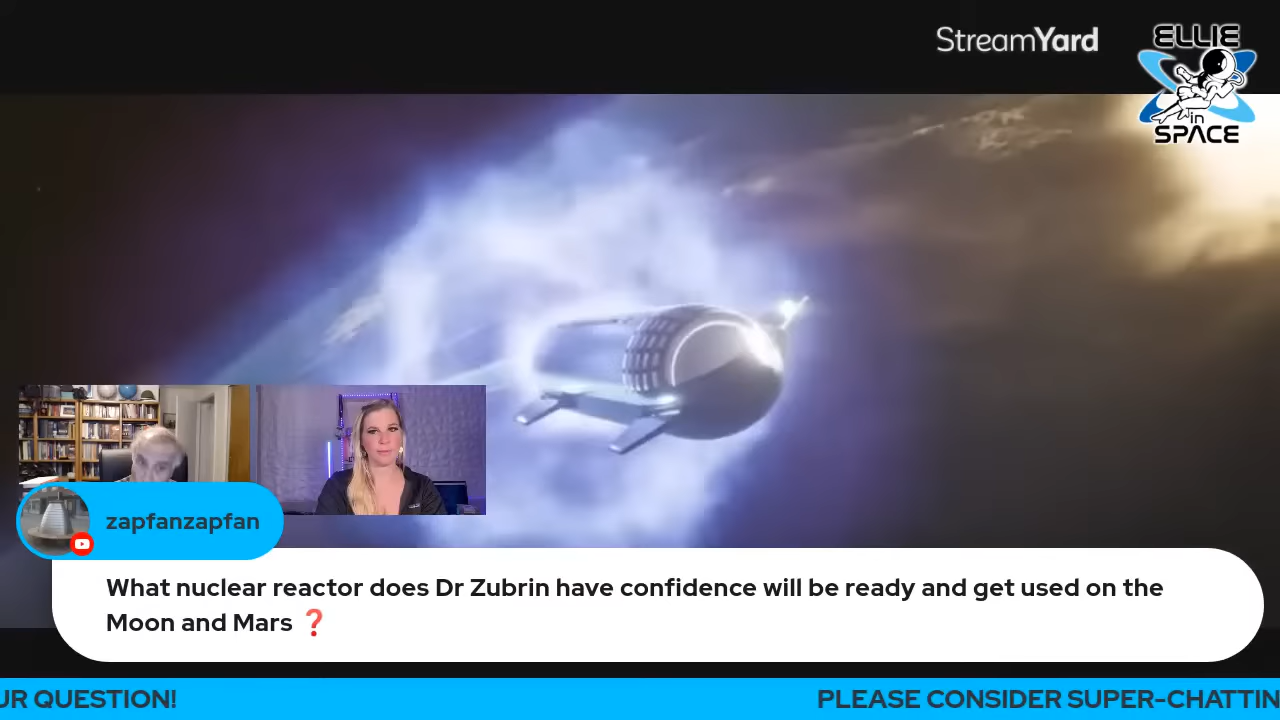 StreamYard
ELLIE
in
SPACE
zapfanzapfan
What nuclear reactor does Dr Zubrin have confidence will be ready and get used on the
Moon and Mars ❓
UR QUESTION! PLEASE CONSIDER SUPER-CHATTIN